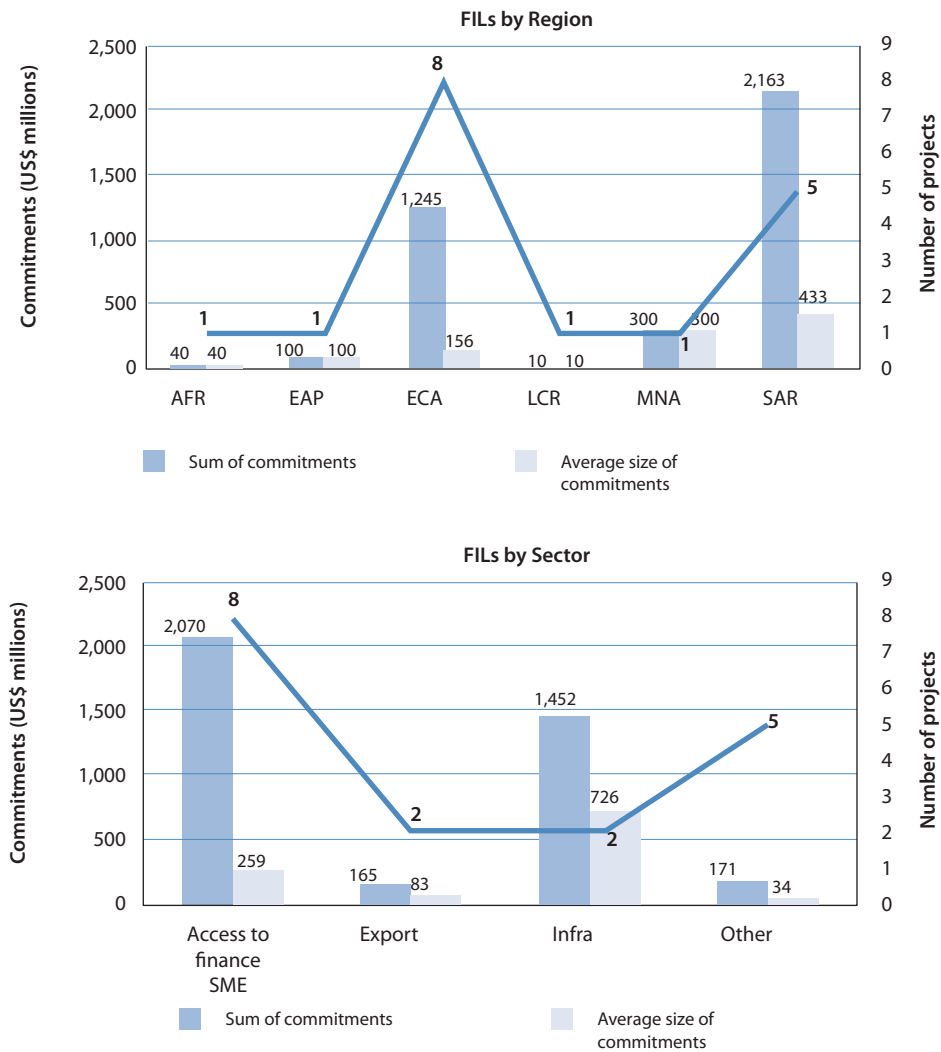 FILs by Region
Commitments (US$ millions)
Number of projects
2,500
2,000
1,500
1,000
500
0
9
8
7
6
5
4
3
2
1
0
1
1
8
1
1
5
40
40
100
100
1,245
156
10
10
300
300
2,163
433
AFR
EAP
ECA
LCR
MNA
SAR
Sum of commitments
Average size of
commitments
FILs by Sector
Commitments (US$ millions)
Number of projects
2,500
2,000
1,500
1,000
500
0
9
8
7
6
5
4
3
2
1
0
8
2
2
5
2,070
259
165
83
1,452
726
171
34
Access to
finance
SME
Export
Infra
Other
Sum of commitments
Average size of
commitments